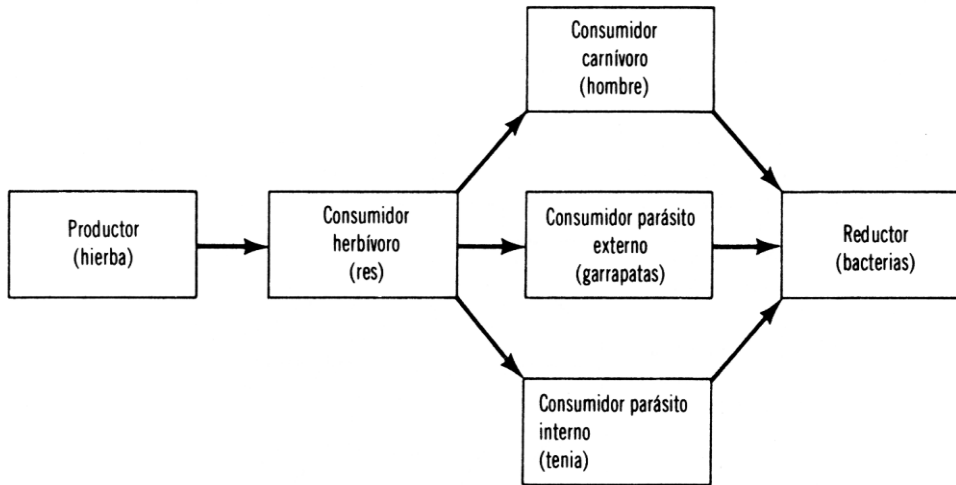 Productor
(hierba)
Consumidor
herbívoro
(res)
Consumidor
carnívoro
(hombre)
Consumidor parásito
externo
(garrapatas)
Consumidor parásito
interno
(tenia)
Reductor
(bacterias)